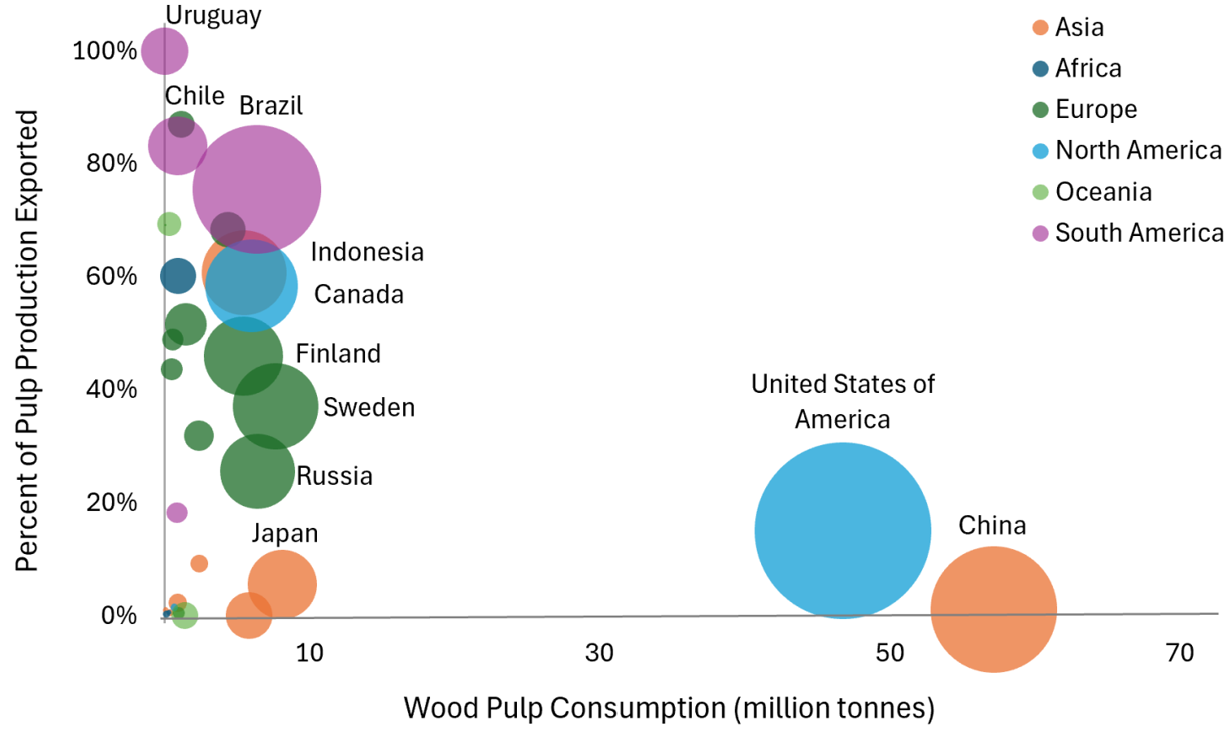 Uruguay
100%
Chile
Brazil
80%
Indonesia
60%
Canada
Finland
40%
Sweden
Russia
20%
Japan
0%
United States of
America
China
10
30
50
70
Wood Pulp Consumption (million tonnes)
Percent of Pulp Production Exported
Asia
Africa
Europe
North America
Oceania
South America